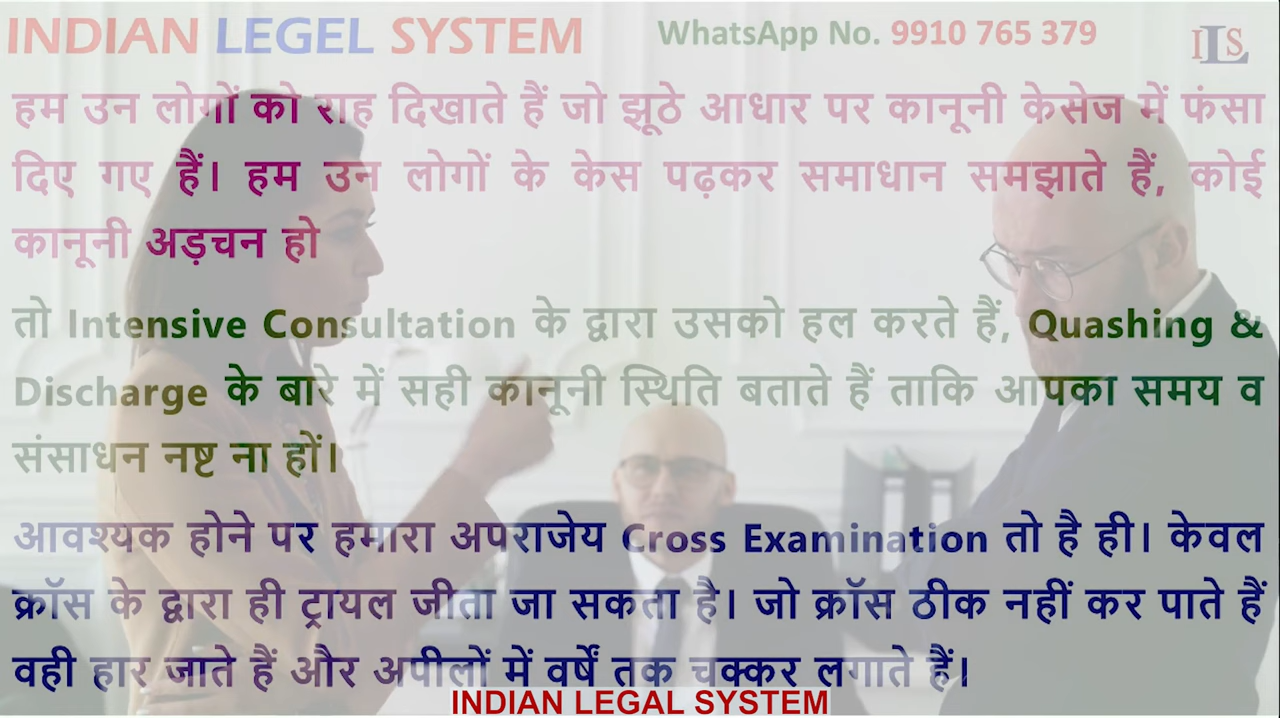 INDIAN LEGEL SYSTEM WhatsApp No. 9910 765 379 ILS
हम उन लोगों को राह दिखाते हैं जो झूठे आधार पर कानूनी केसेज में फंसा
दिए गए हैं। हम उन लोगों के केस पढ़कर समाधान समझाते हैं, कोई
कानूनी अड़चन हो
तो Intensive Consultation के द्वारा उसको हल करते हैं, Quashing &
Discharge के बारे में सही कानूनी स्थिति बताते हैं ताकि आपका समय व
संसाधन नष्ट ना हों।
आवश्यक होने पर हमारा अपराजेय Cross Examination तो है ही। केवल
क्रॉस के द्वारा ही ट्रायल जीता जा सकता है। जो क्रॉस ठीक नहीं कर पाते हैं
वही हार जाते हैं और अपीलों में वर्षों तक चक्कर लगाते हैं।
INDIAN LEGAL SYSTEM